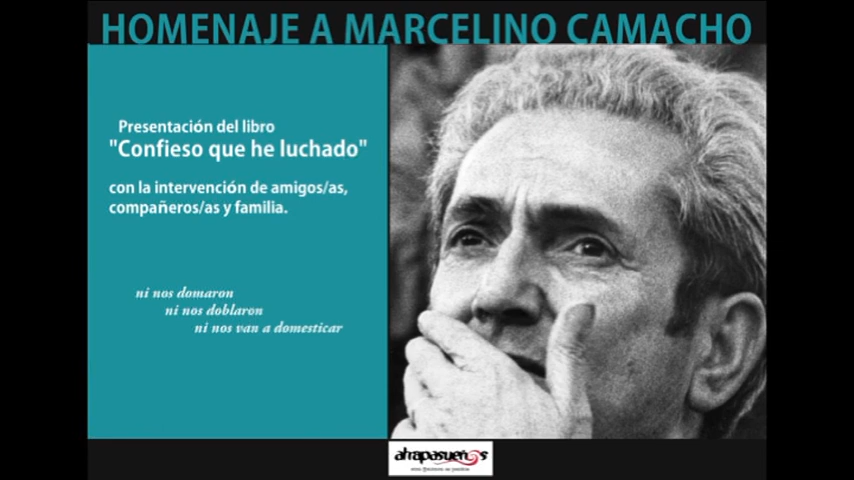 HOMENAJE A MARCELINO CAMACHO
Presentación del libro
"Confieso que he luchado"
con la intervención de amigos/as,
compañeros/as y familia.
ni nos domaron
ni nos doblaron
ni nos van a domesticar
atrapasueños